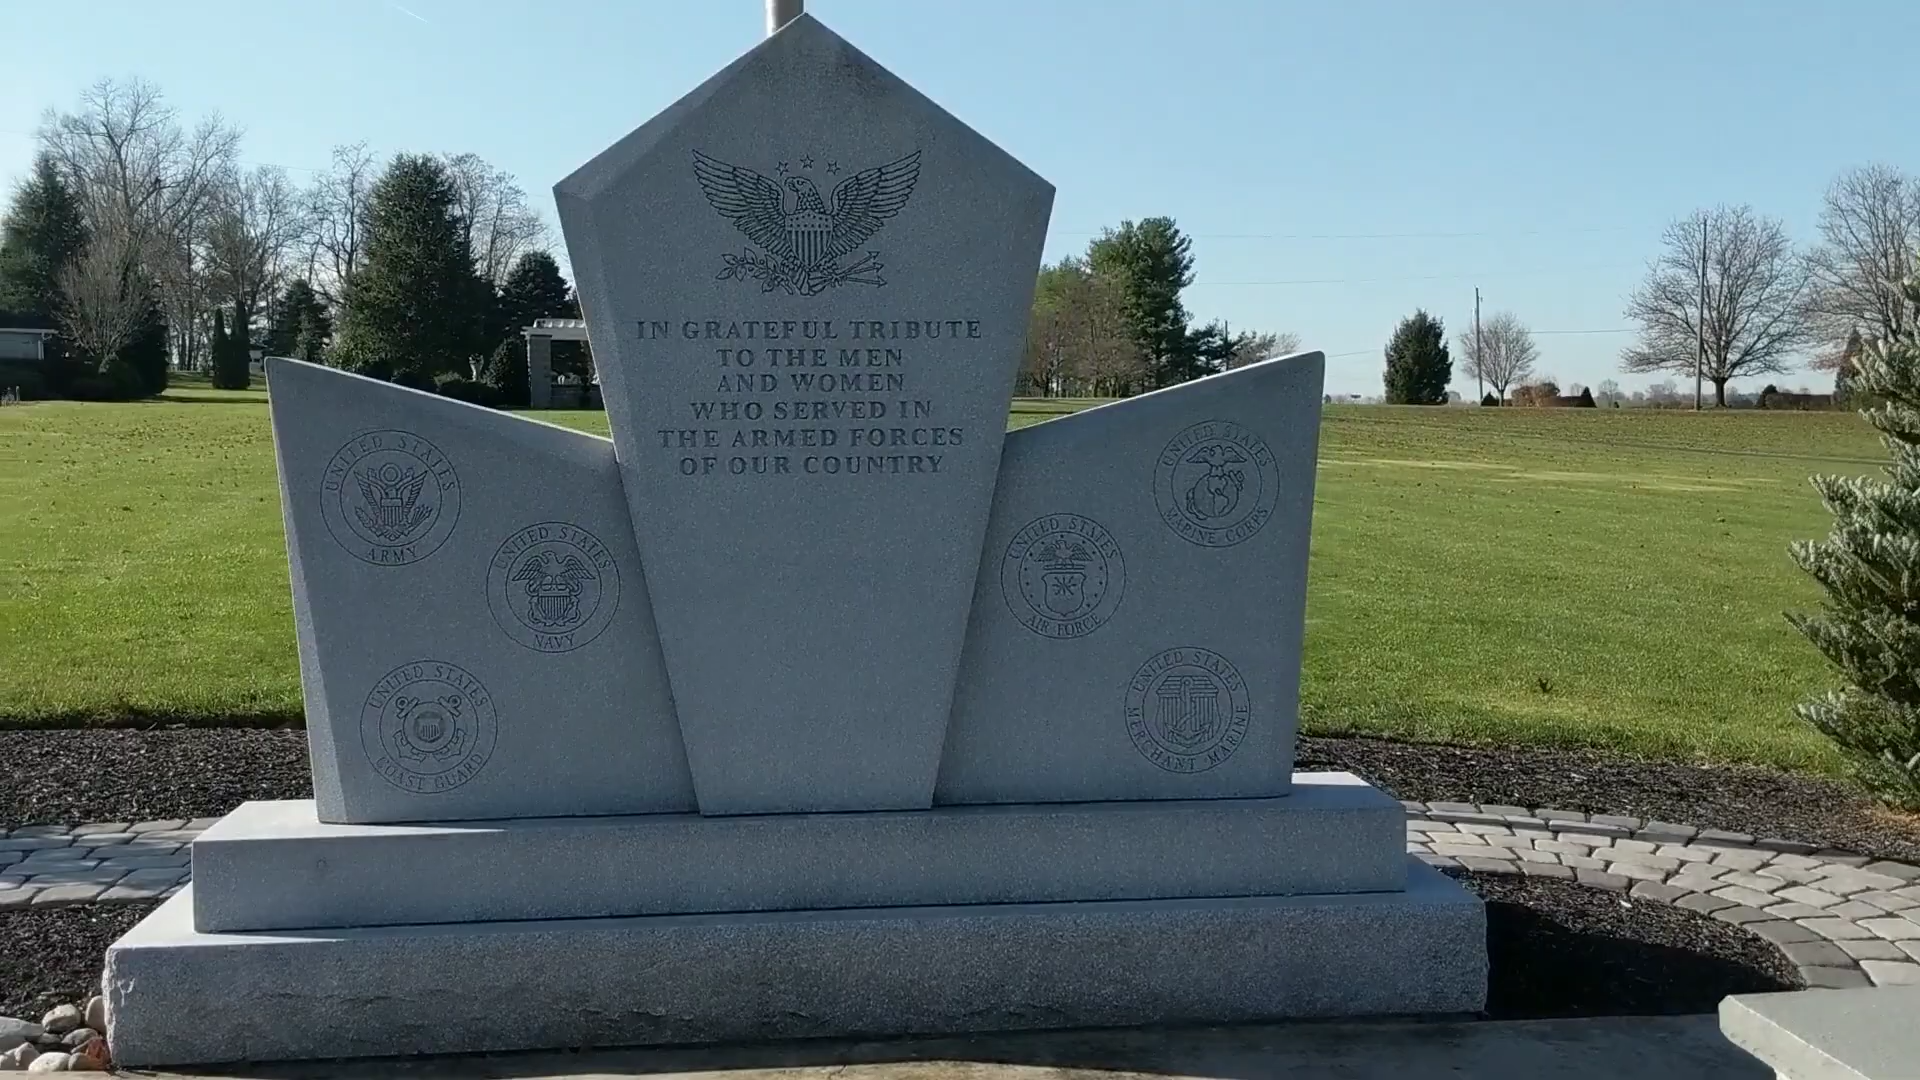 IN GRATEFUL TRIBUTE
TO THE MEN
AND WOMEN
WHO SERVED IN
THE ARMED FORCES
OF OUR COUNTRY
UNITED STATES
ARMY
UNITED STATES
NAVY
UNITED STATES
COAST GUARD
UNITED STATES
MARINE CORPS
UNITED STATES
AIR FORCE
UNITED STATES
MERCHANT MARINE